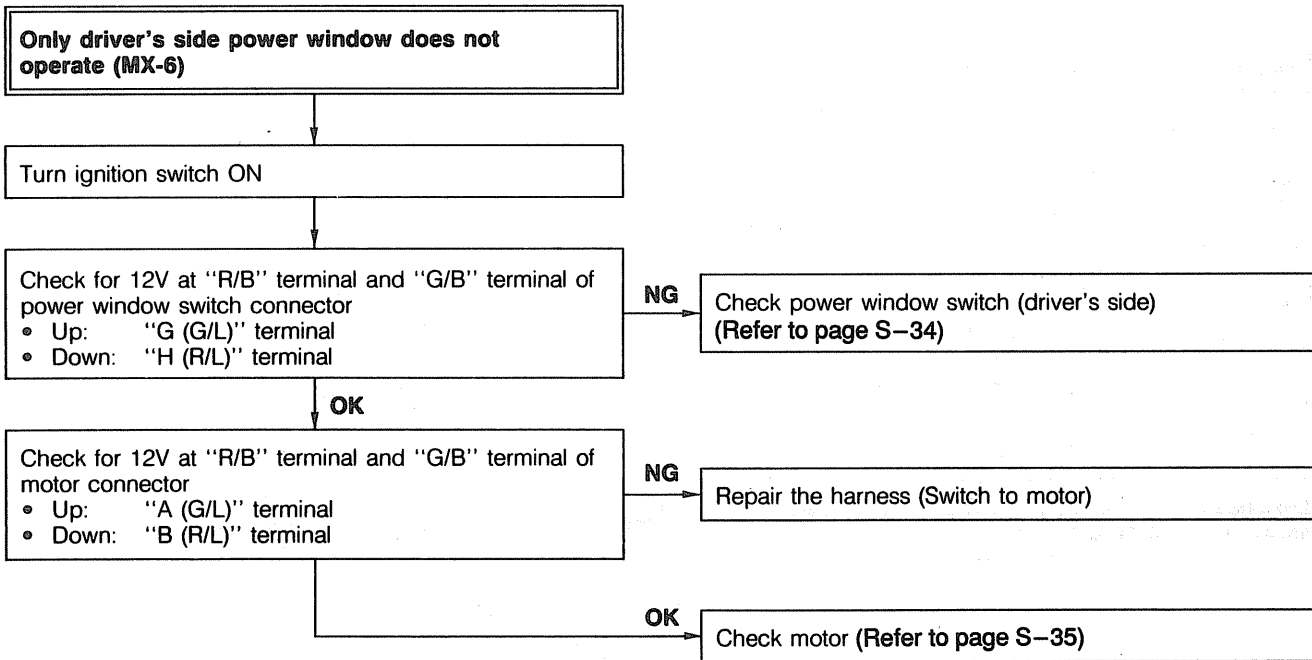 Only driver's side power window does not
operate (MX-6)
Turn ignition switch ON
Check for 12V at "R/B" terminal and "G/B" terminal of
power window switch connector
• Up: "G (G/L)" terminal
• Down: "H (R/L)" terminal
NG
Check power window switch (driver's side)
(Refer to page S–34)
OK
Check for 12V at "R/B" terminal and "G/B" terminal of
motor connector
• Up: "A (G/L)" terminal
• Down: "B (R/L)" terminal
NG
Repair the harness (Switch to motor)
OK
Check motor (Refer to page S–35)